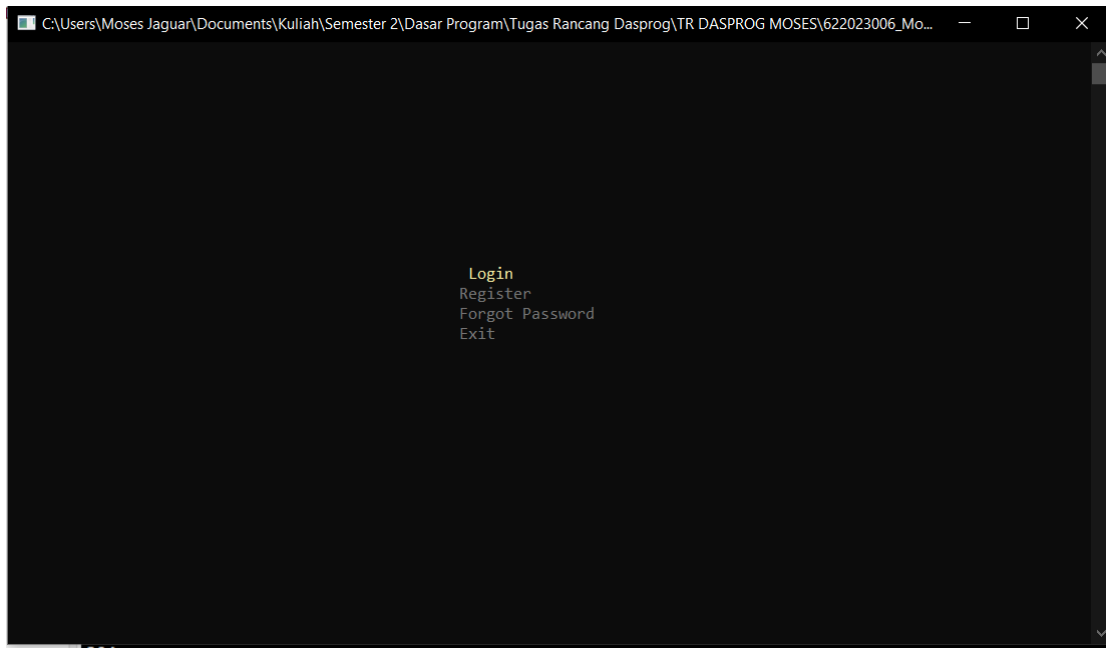 C:\Users\Moses Jaguar\Documents\Kuliah\Semester 2\Dasar Program\Tugas Rancang Dasprog\TR DASPROG MOSES\622023006_Mo...
Login
Register
Forgot Password
Exit